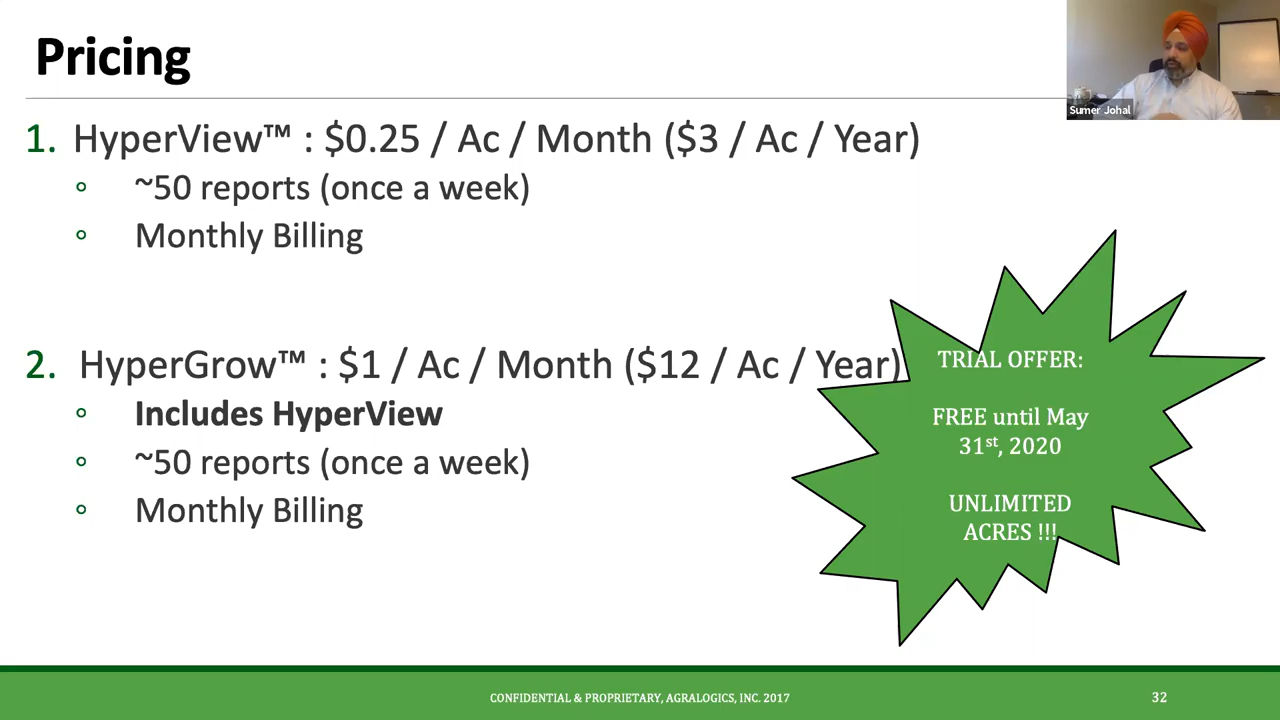 Pricing
Sumer Johal
1. HyperView™ : $0.25 / Ac / Month ($3 / Ac / Year)
◦ ~50 reports (once a week)
◦ Monthly Billing
2. HyperGrow™ : $1 / Ac / Month ($12 / Ac / Year)
◦ Includes HyperView
◦ ~50 reports (once a week)
◦ Monthly Billing
TRIAL OFFER:
FREE until May
31st, 2020
UNLIMITED
ACRES !!!
CONFIDENTIAL & PROPRIETARY, AGRALOGICS, INC. 2017
32